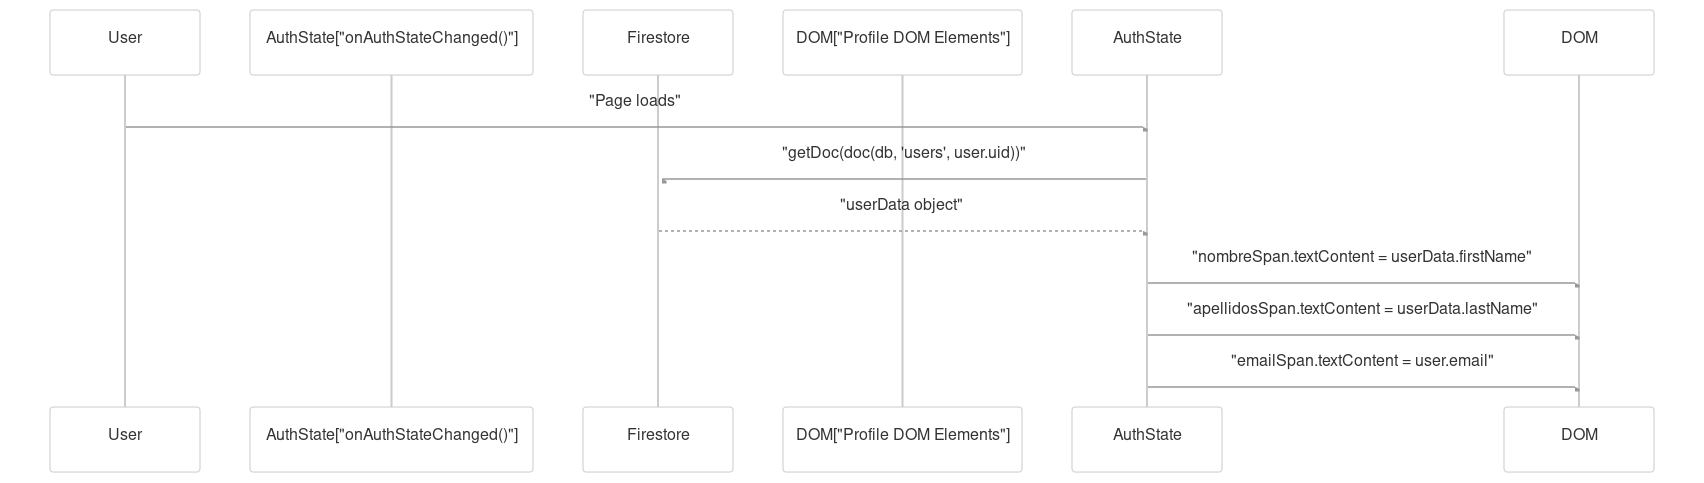 User
AuthState["onAuthStateChanged()"]
Firestore
DOM["Profile DOM Elements"]
AuthState
DOM
"Page loads"
"getDoc(doc(db, 'users', user.uid))"
"userData object"
"nombreSpan.textContent = userData.firstName"
"apellidosSpan.textContent = userData.lastName"
"emailSpan.textContent = user.email"
User
AuthState["onAuthStateChanged()"]
Firestore
DOM["Profile DOM Elements"]
AuthState
DOM